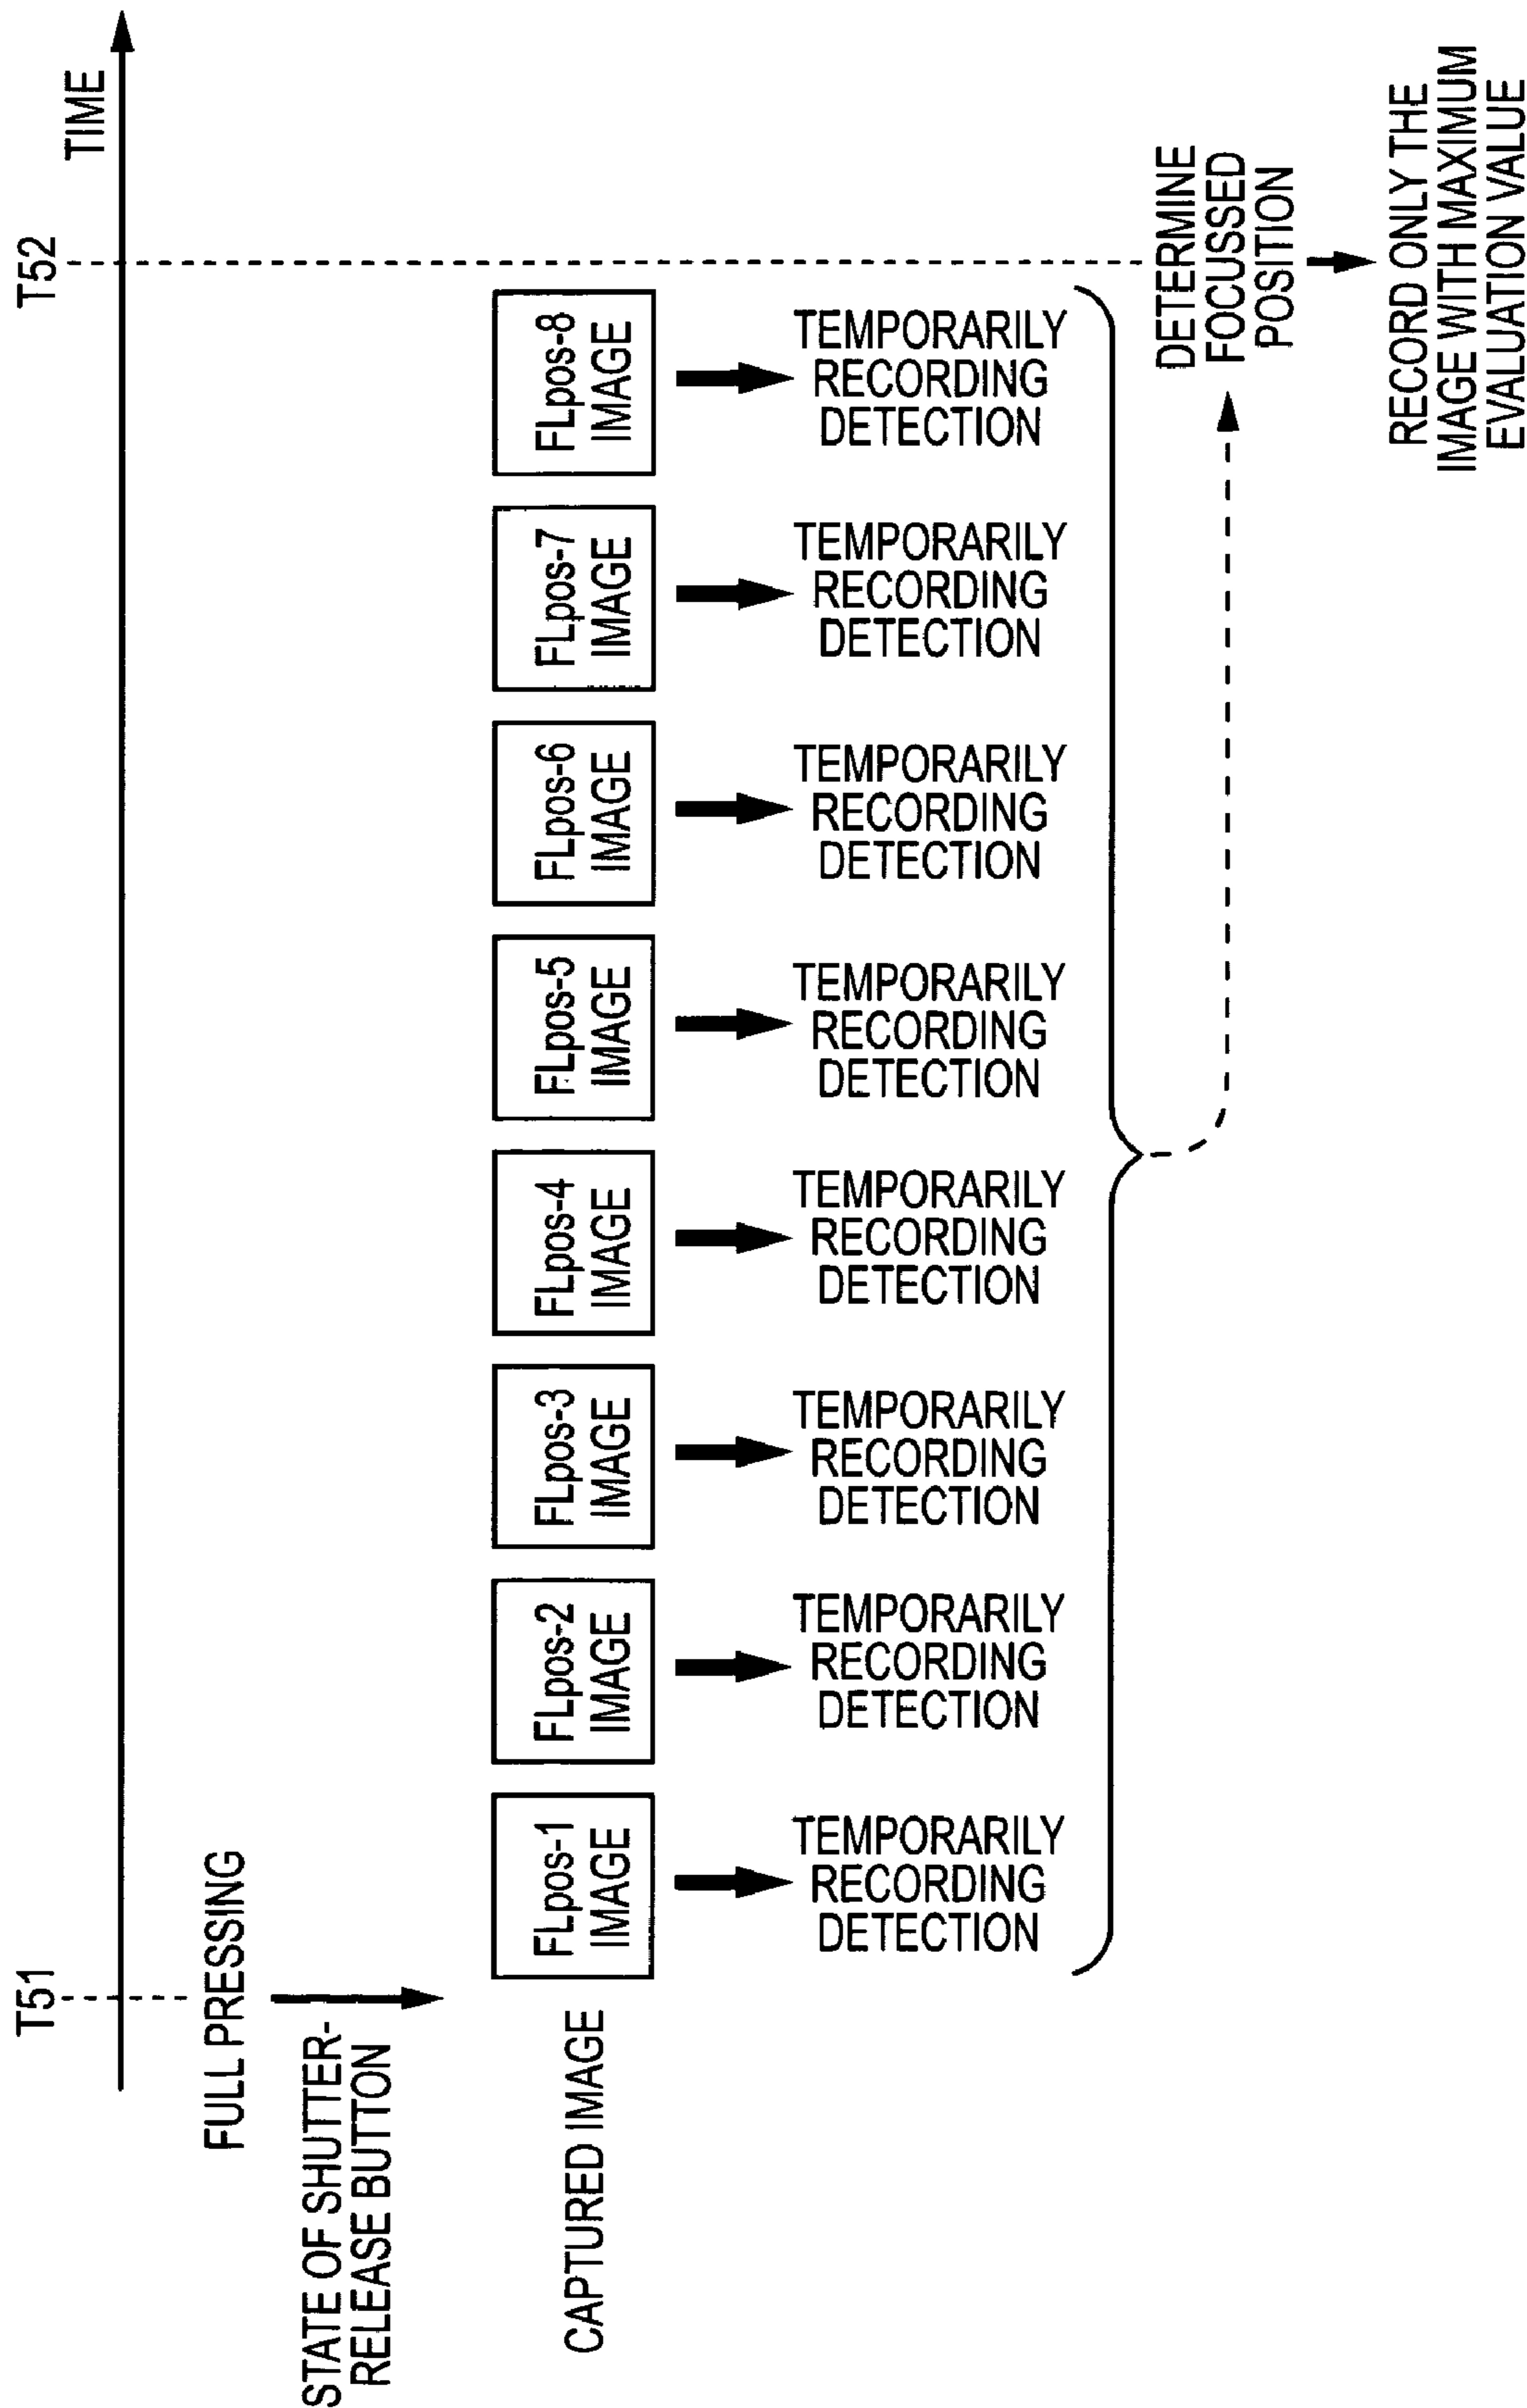 T51
T52
TIME
FULL PRESSING
STATE OF SHUTTER-
RELEASE BUTTON
CAPTURED IMAGE
FLpos-1
IMAGE
FLpos-2
IMAGE
FLpos-3
IMAGE
FLpos-4
IMAGE
FLpos-5
IMAGE
FLpos-6
IMAGE
FLpos-7
IMAGE
FLpos-8
IMAGE
TEMPORARILY
RECORDING
DETECTION
TEMPORARILY
RECORDING
DETECTION
TEMPORARILY
RECORDING
DETECTION
TEMPORARILY
RECORDING
DETECTION
TEMPORARILY
RECORDING
DETECTION
TEMPORARILY
RECORDING
DETECTION
TEMPORARILY
RECORDING
DETECTION
TEMPORARILY
RECORDING
DETECTION
DETERMINE
FOCUSSED
POSITION
RECORD ONLY THE
IMAGE WITH MAXIMUM
EVALUATION VALUE